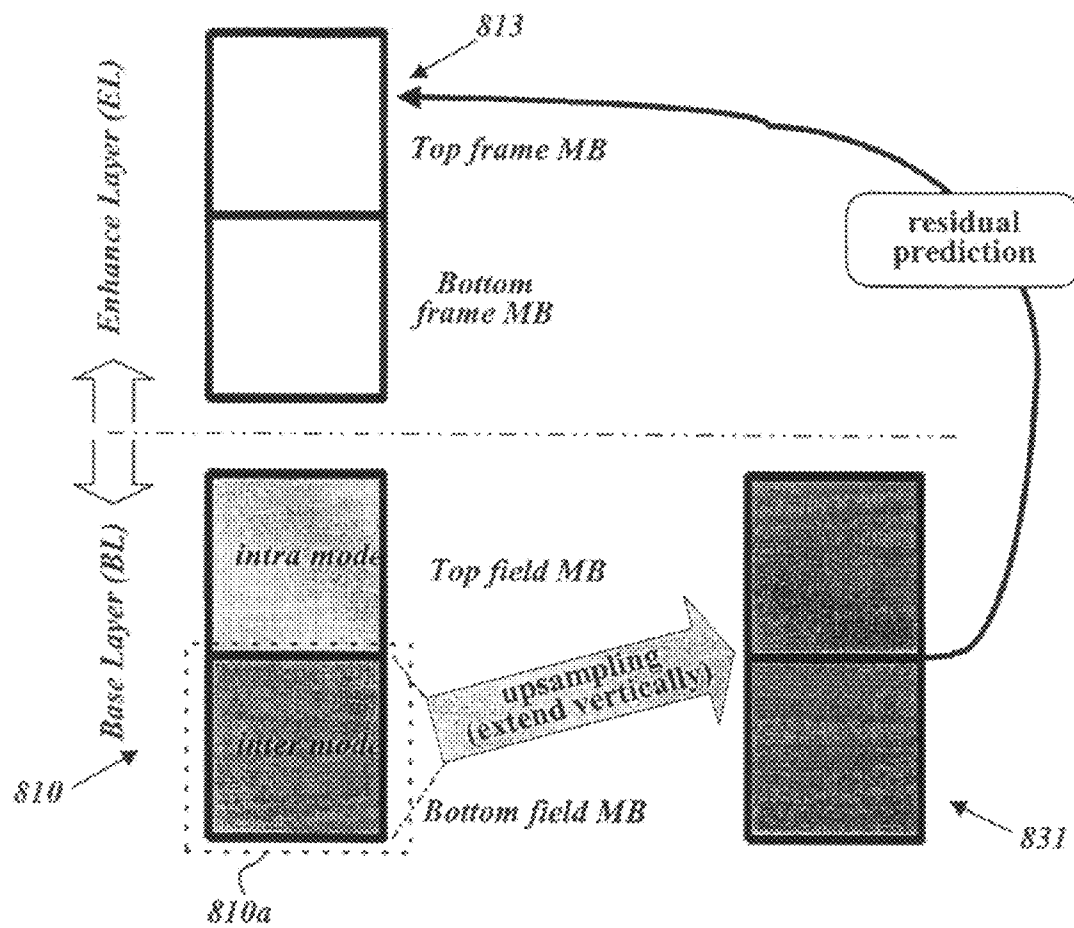 813
Enhance Layer (EL)
Top frame MB
residual
prediction
Bottom
frame MB
Base Layer (BL)
intra mode
Top field MB
upsampling
(extend vertically)
inter mode
810
Bottom field MB
831
810a